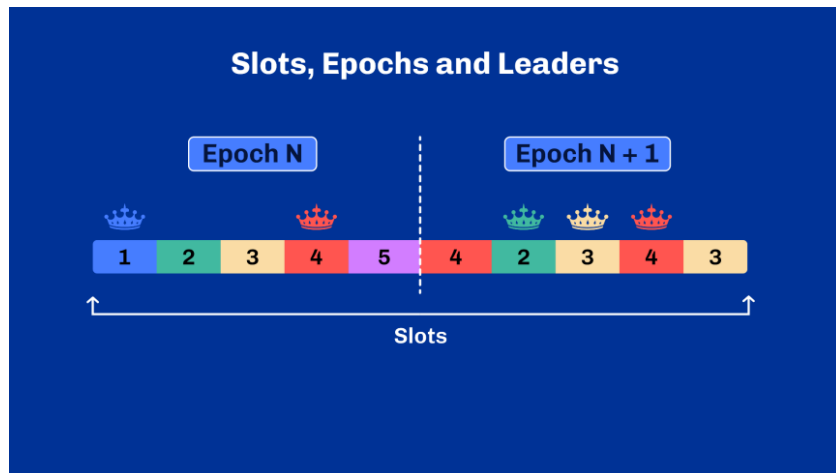 Slots, Epochs and Leaders
Epoch N
Epoch N + 1
1 2 3 4 5 4 2 3 4 3
Slots